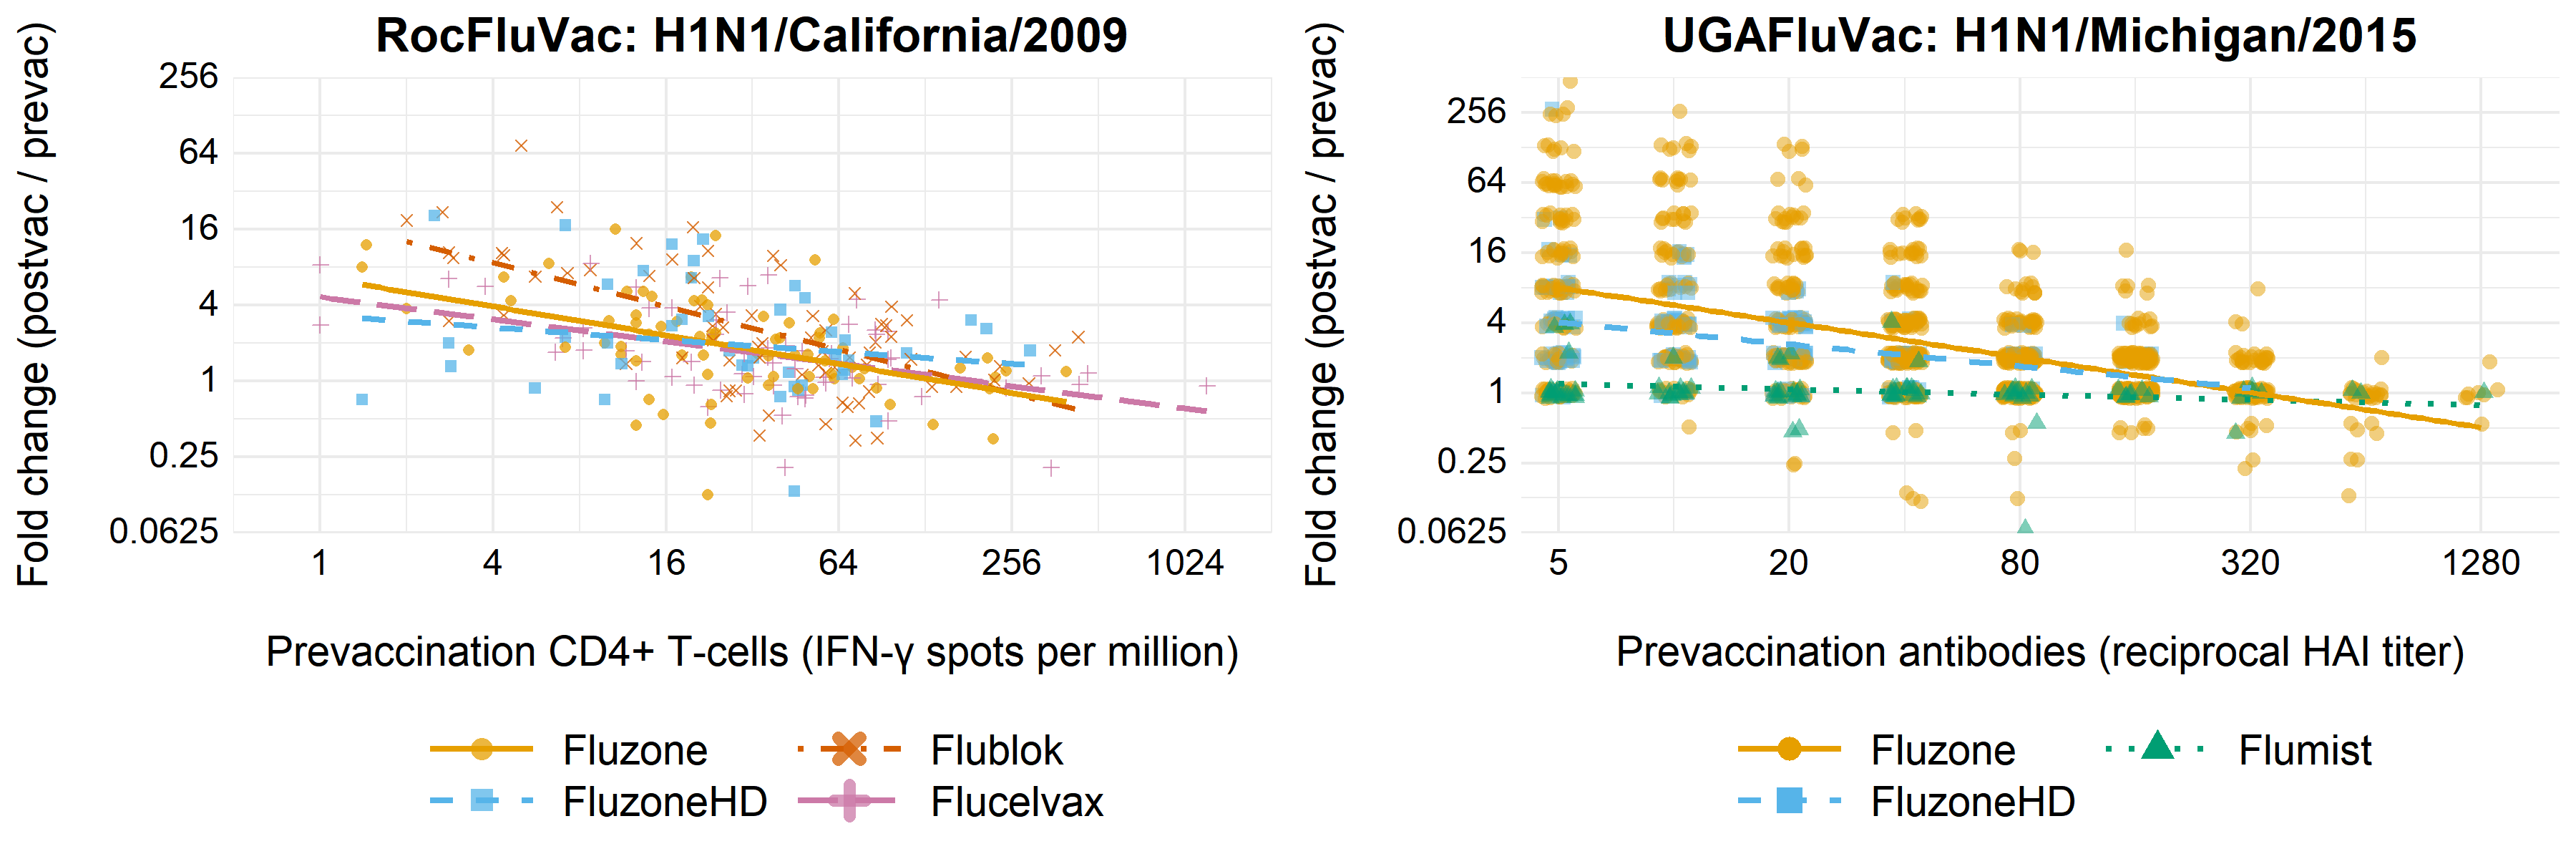 RocFluVac: H1N1/California/2009
Fold change (postvac / prevac)
256
64
16
4
1
0.25
0.0625
1
4
16
64
256
1024
Prevaccination CD4+ T-cells (IFN-γ spots per million)
Fluzone
Flublok
FluzoneHD
Flucelvax
UGAFluVac: H1N1/Michigan/2015
Fold change (postvac / prevac)
256
64
16
4
1
0.25
0.0625
5
20
80
320
1280
Prevaccination antibodies (reciprocal HAI titer)
Fluzone
Flumist
FluzoneHD